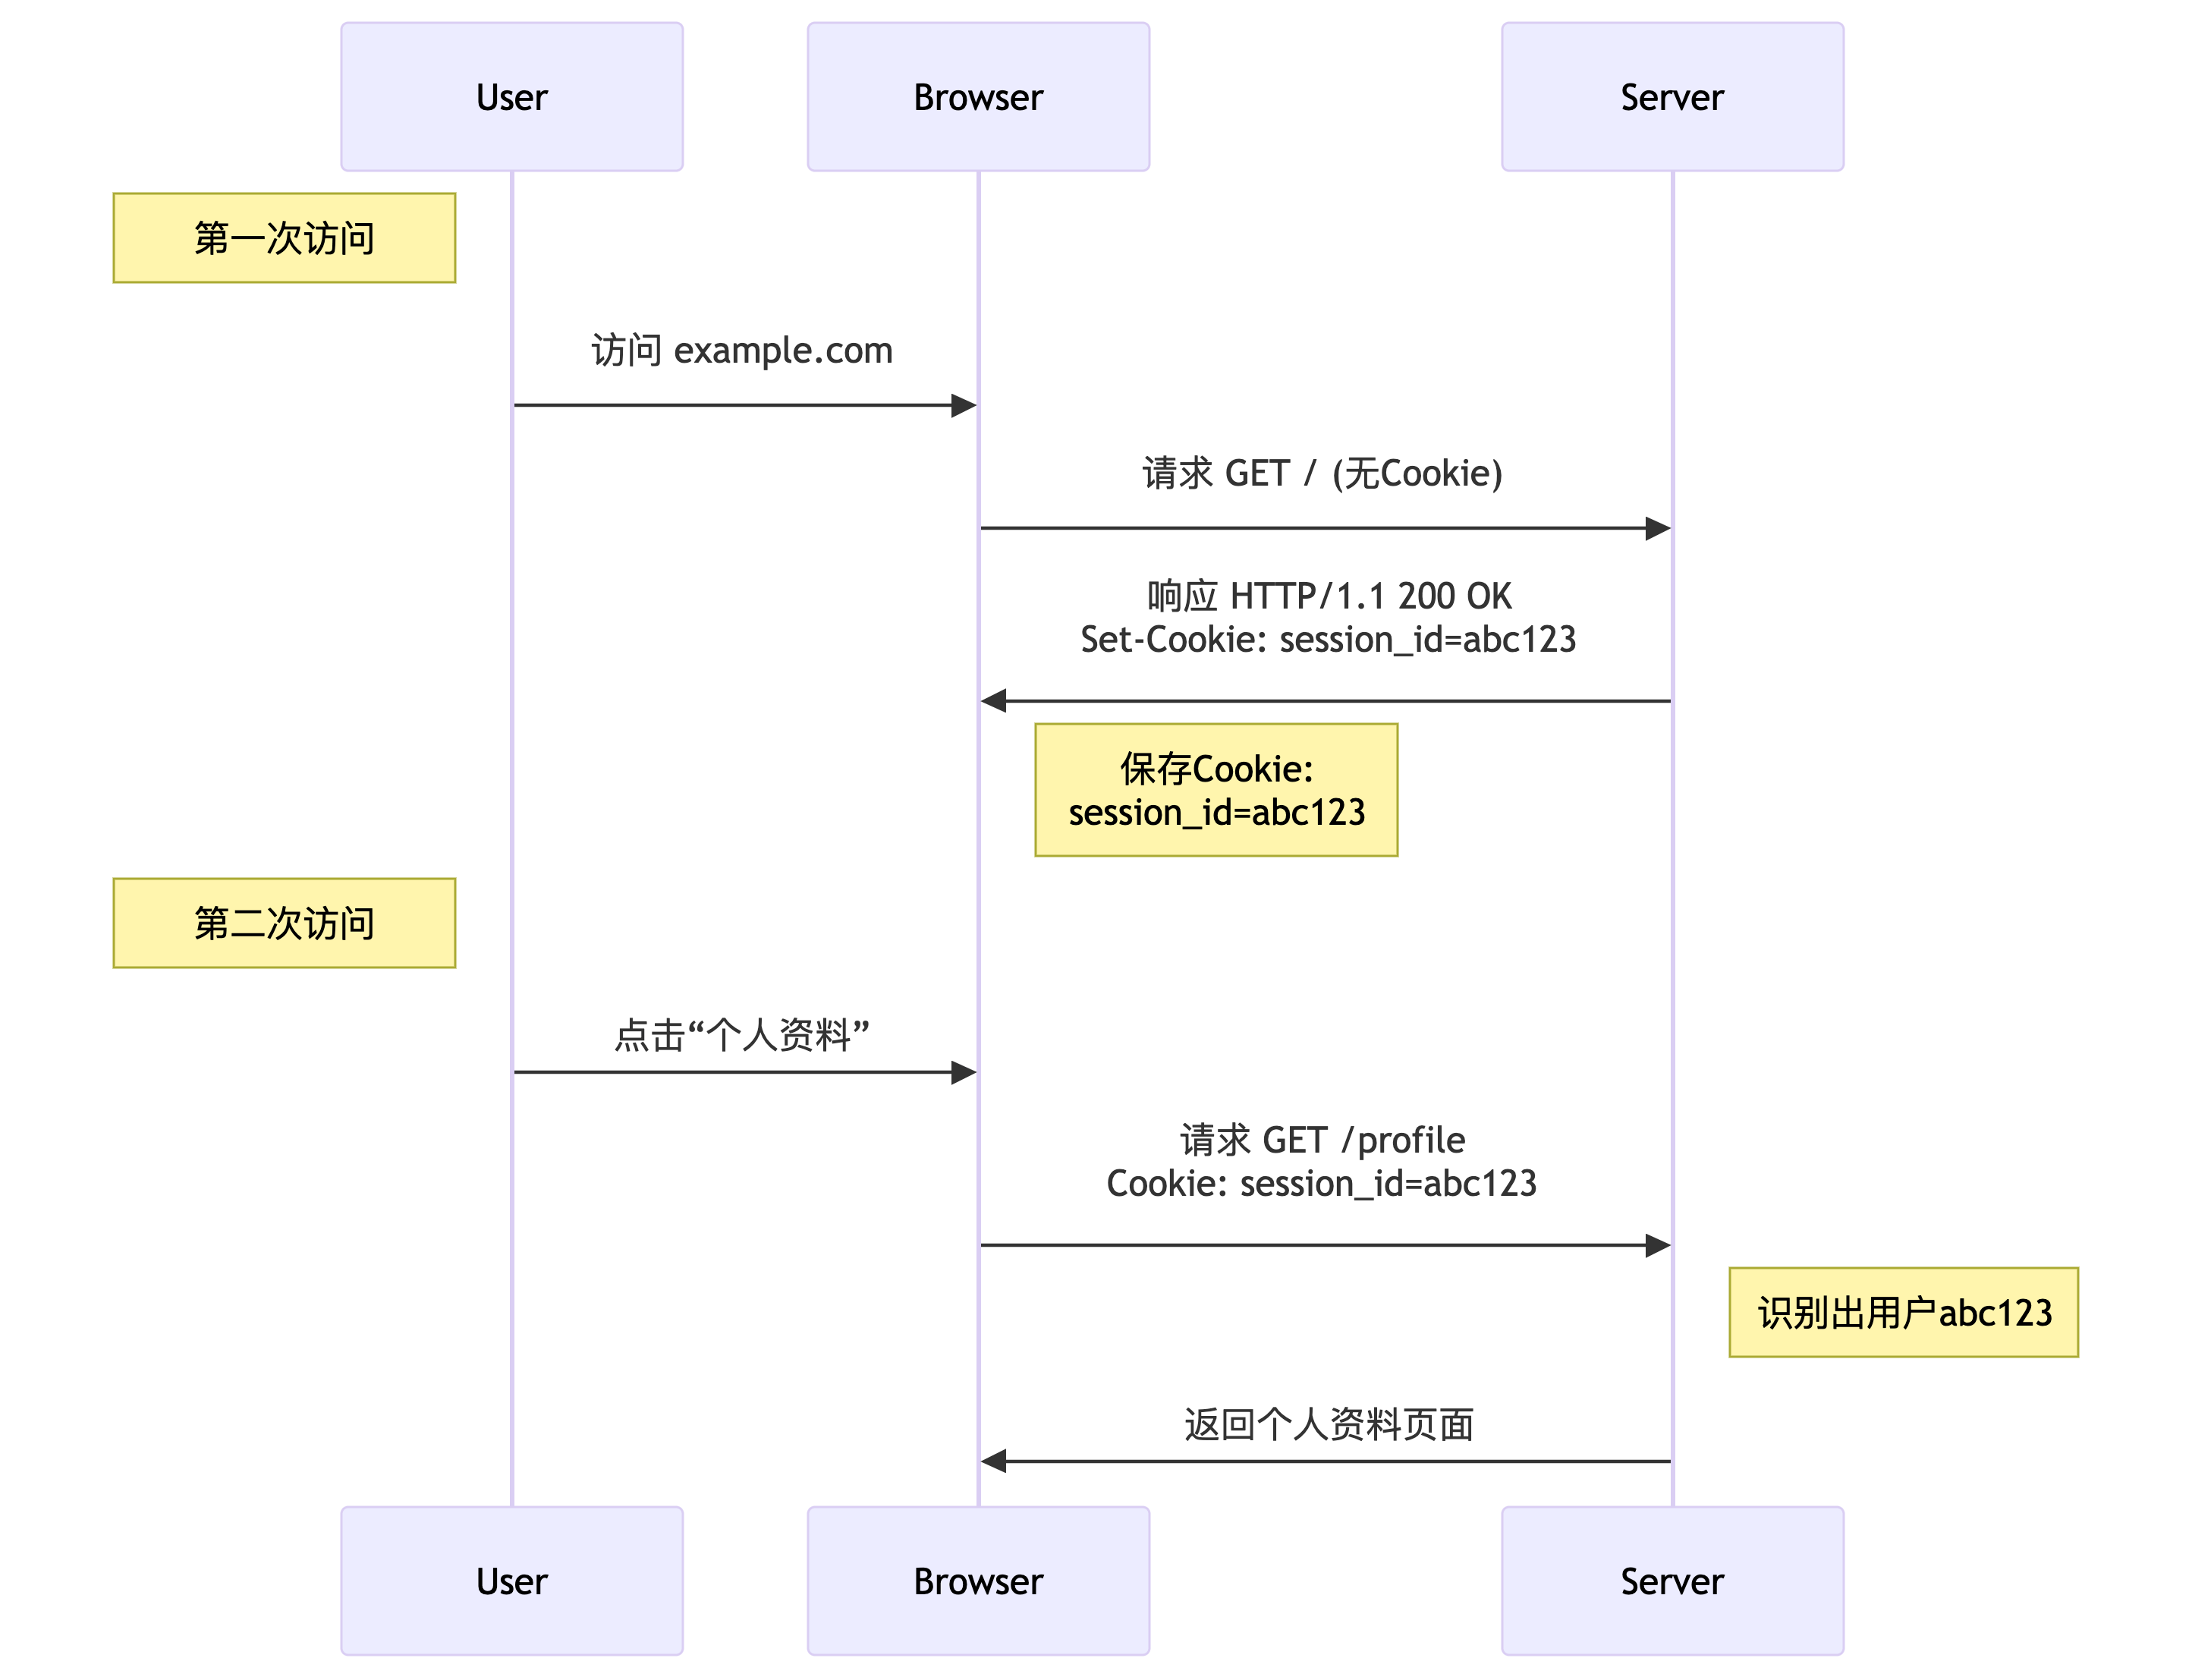 User
Browser
Server
第一次访问
访问 example.com
请求 GET / (无Cookie)
响应 HTTP/1.1 200 OK
Set-Cookie: session_id=abc123
保存Cookie:
session_id=abc123
第二次访问
点击“个人资料”
请求 GET /profile
Cookie: session_id=abc123
识别出用户abc123
返回个人资料页面
User
Browser
Server